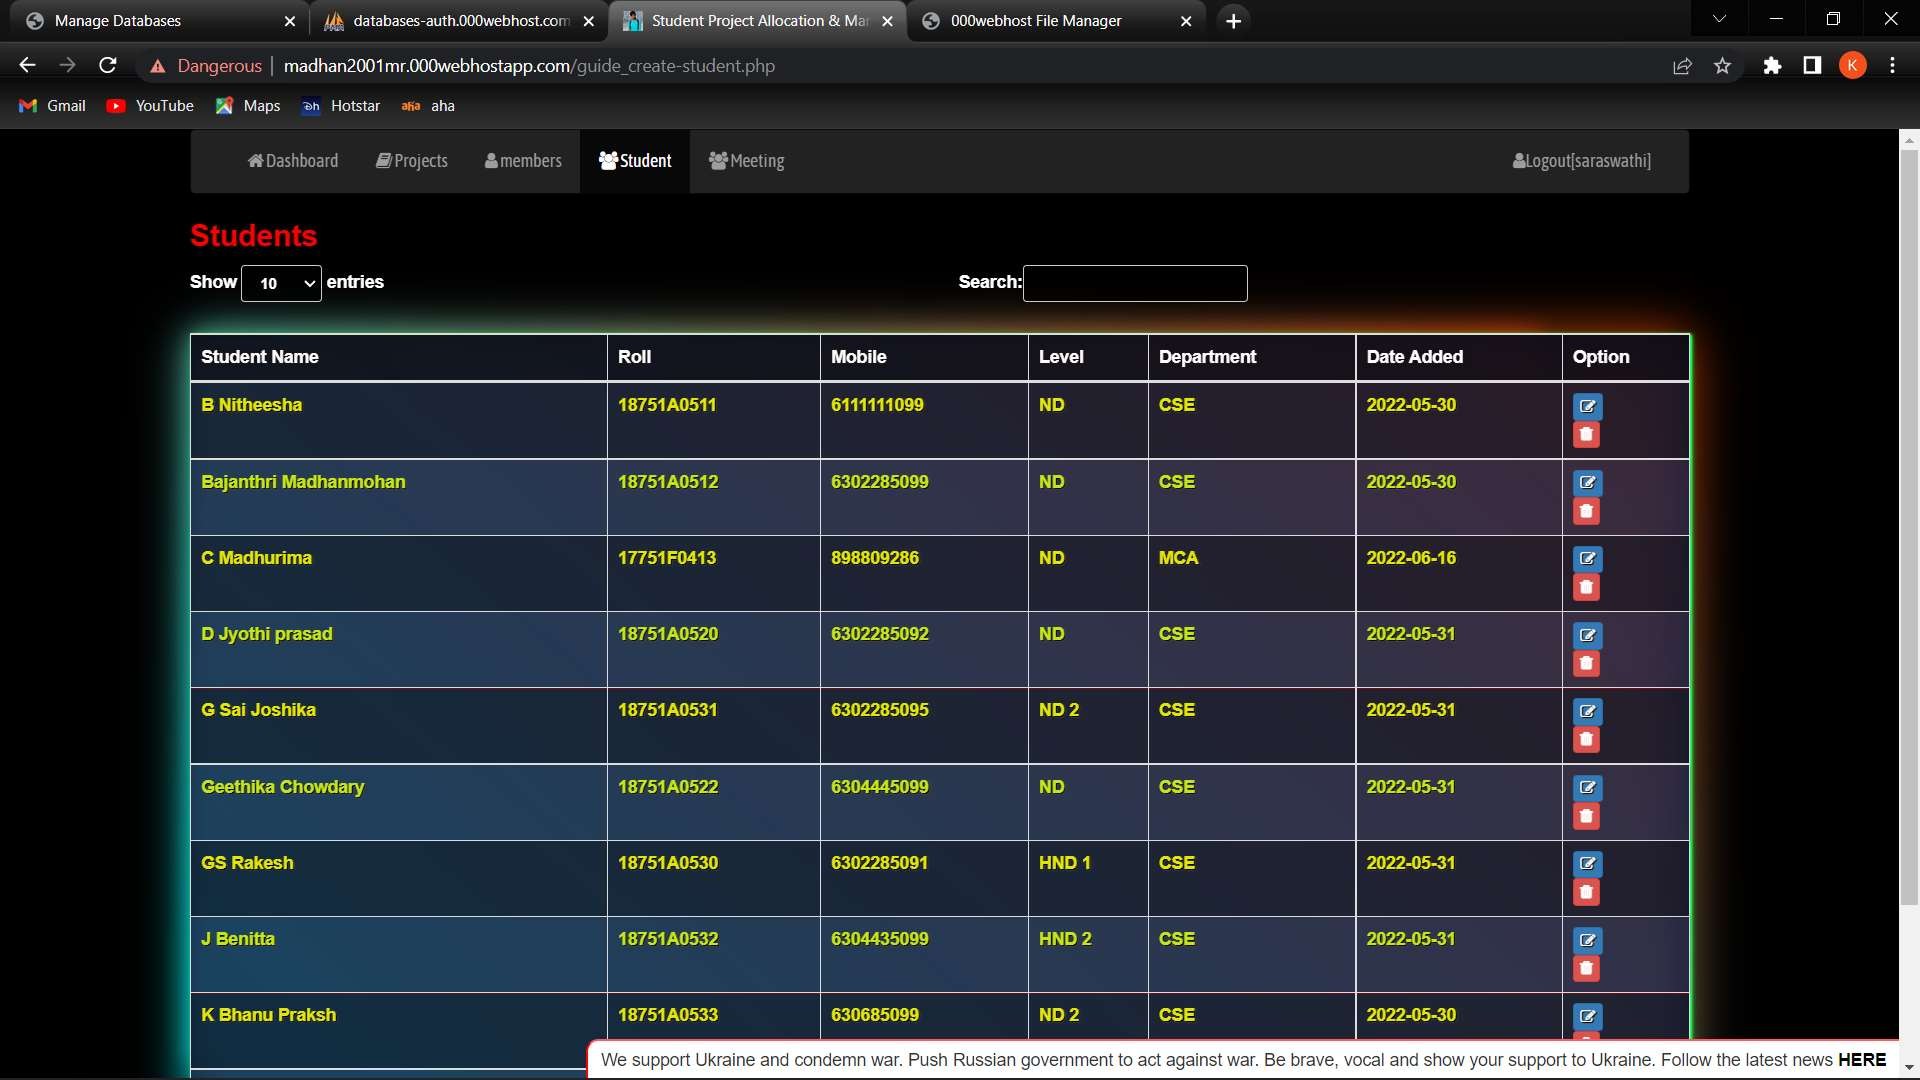 Manage Databases
databases-auth.000webhost.com
Student Project Allocation & Ma
000webhost File Manager
Dangerous | madhan2001mr.000webhostapp.com/guide_create-student.php
K
Gmail YouTube Maps Hotstar aha
Dashboard Projects members Student Meeting Logout[saraswathi]
Students
Show 10 entries Search:
Student Name Roll Mobile Level Department Date Added Option
B Nitheesha 18751A0511 6111111099 ND CSE 2022-05-30
Bajanthri Madhanmohan 18751A0512 6302285099 ND CSE 2022-05-30
C Madhurima 17751F0413 898809286 ND MCA 2022-06-16
D Jyothi prasad 18751A0520 6302285092 ND CSE 2022-05-31
G Sai Joshika 18751A0531 6302285095 ND 2 CSE 2022-05-31
Geethika Chowdary 18751A0522 6304445099 ND CSE 2022-05-31
GS Rakesh 18751A0530 6302285091 HND 1 CSE 2022-05-31
J Benitta 18751A0532 6304435099 HND 2 CSE 2022-05-31
K Bhanu Praksh 18751A0533 630685099 ND 2 CSE 2022-05-30
We support Ukraine and condemn war. Push Russian government to act against war. Be brave, vocal and show your support to Ukraine. Follow the latest news HERE